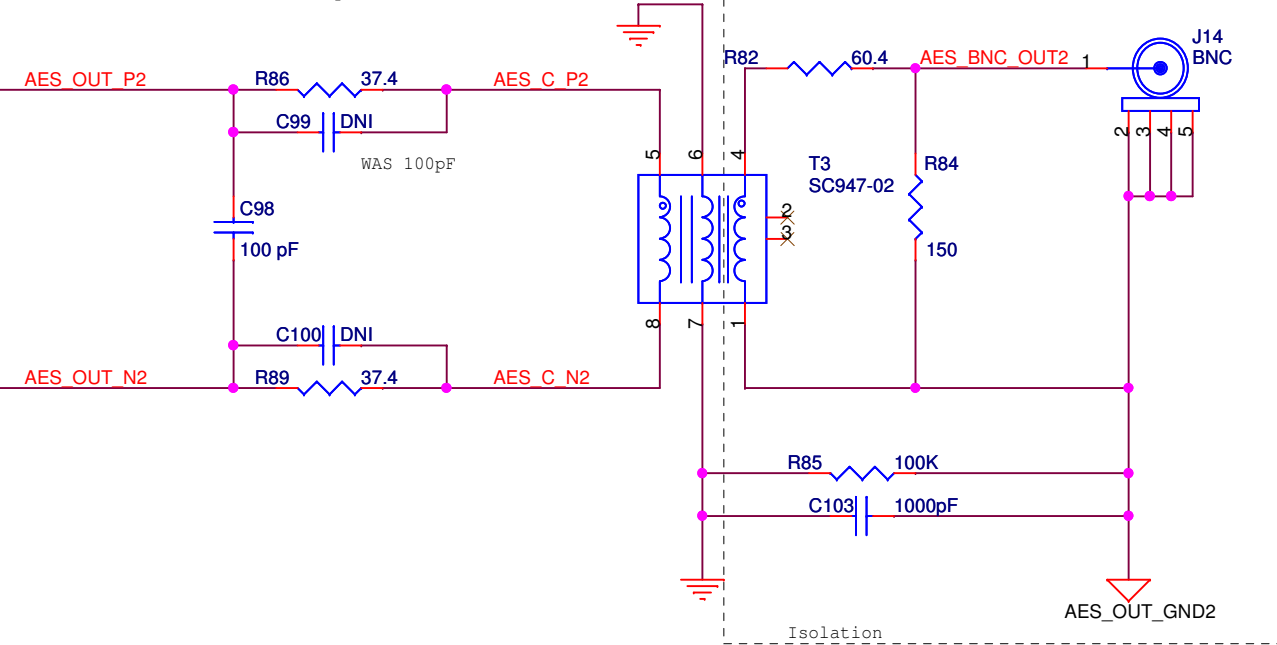 R82 60.4 AES_BNC_OUT2 1 J14
BNC
AES_OUT_P2 R86 37.4 AES_C_P2
C99 DNI
WAS 100pF
2 3 4 5
5 6 4
T3
SC947-02
R84
C98
100 pF
2
3
150
8 7 1
C100 DNI
AES_OUT_N2 R89 37.4 AES_C_N2
R85 100K
C103 1000pF
AES_OUT_GND2
Isolation